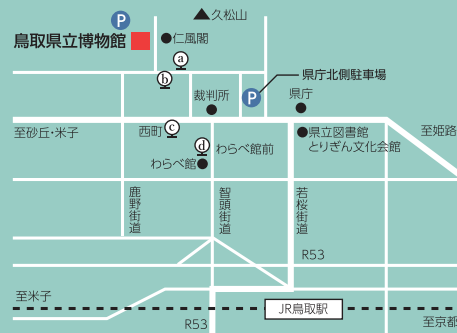 P
久松山
鳥取県立博物館
仁風閣
a
b
県庁北側駐車場
裁判所
P
県庁
至砂丘・米子
西町
c
県立図書館
至姫路
d
わらべ館前
とりぎん文化会館
わらべ館
鹿野街道
智頭街道
若桜街道
R53
至米子
JR鳥取駅
R53
至京都